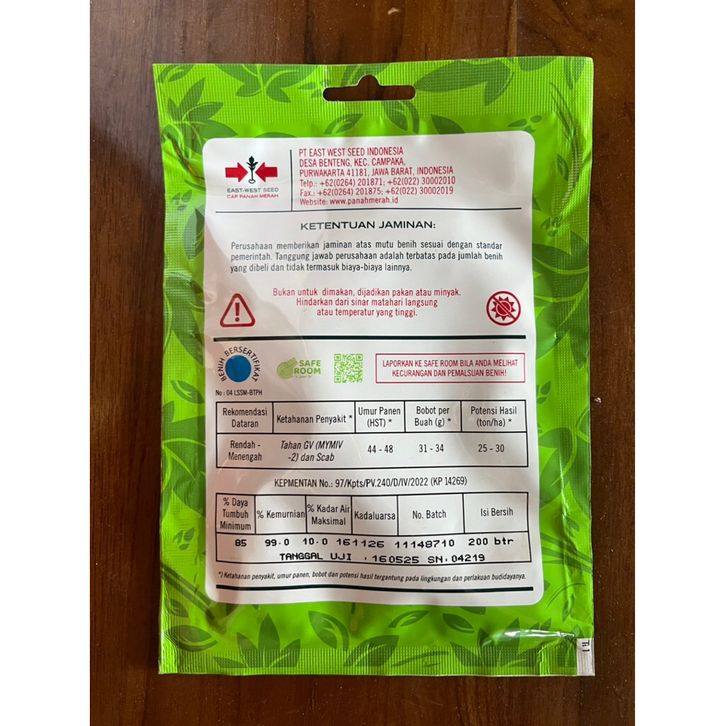 PT EAST WEST SEED INDONESIA
DESA BENTENG, KEC. CAMPAKA,
PURWAKARTA 41181, JAWA BARAT, INDONESIA
Telp.: +62(0264) 201871; +62(022) 30002010
Fax.: +62(0264) 201875; +62(022) 30002019
Website: www.panahmerah.id
EAST-WEST SEED
CAP PANAH MERAH
KETENTUAN JAMINAN:
Perusahaan memberikan jaminan atas mutu benih sesuai dengan standar
pemerintah. Tanggung jawab perusahaan adalah terbatas pada jumlah benih
yang dibeli dan tidak termasuk biaya-biaya lainnya.
Bukan untuk dimakan, dijadikan pakan atau minyak.
Hindarkan dari sinar matahari langsung
atau temperatur yang tinggi.
BENIH BERSERTIFIKAT
No : 04 LSSM-BTPH
SAFE
ROOM
LAPORKAN KE SAFE ROOM BILA ANDA MELIHAT
KECURANGAN DAN PEMALSUAN BENIH!
Rekomendasi Dataran Ketahanan Penyakit * Umur Panen (HST) * Bobot per Buah (g) * Potensi Hasil (ton/ha) *
Rendah - Menengah Tahan GV (MYMIV -2) dan Scab 44 - 48 31 - 34 25 - 30
KEPMENTAN No.: 97/Kpts/PV.240/D/IV/2022 (KP 14269)
% Daya Tumbuh Minimum % Kemurnian % Kadar Air Maksimal Kadaluarsa No. Batch Isi Bersih
85 99.0 10.0 161126 11148710 200 btr
TANGGAL UJI : 160525 SN:04219
*) Ketahanan penyakit, umur panen, bobot dan potensi hasil tergantung pada lingkungan dan perlakuan budidayanya.